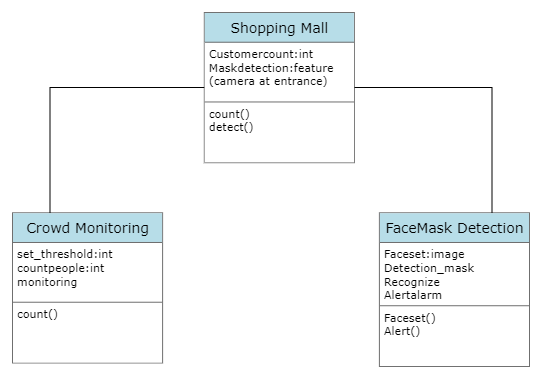 Shopping Mall
Customercount:int
Maskdetection:feature
(camera at entrance)
count()
detect()
Crowd Monitoring
set_threshold:int
countpeople:int
monitoring
count()
FaceMask Detection
Faceset:image
Detection_mask
Recognize
Alertalarm
Faceset()
Alert()